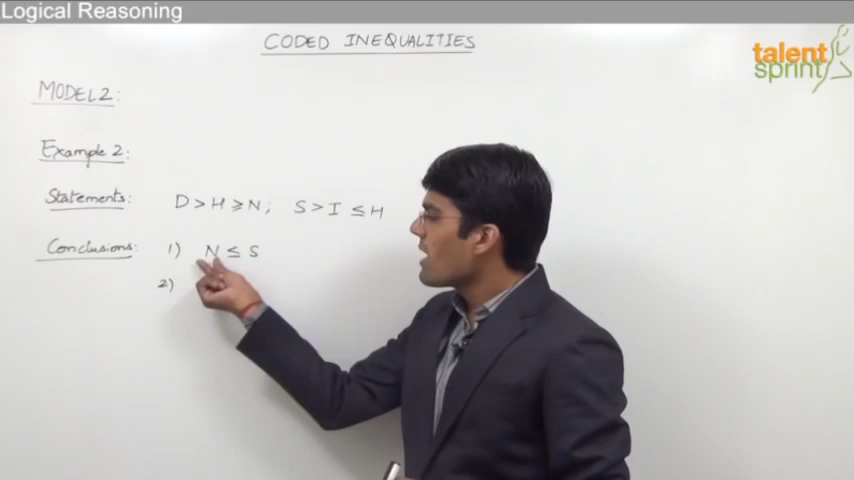 Logical Reasoning
CODED INEQUALITIES
talent
sprint
MODEL 2:
Example 2:
Statements: D > H ⩾ N; S > I ≤ H
Conclusions: 1) N ≤ S
2)